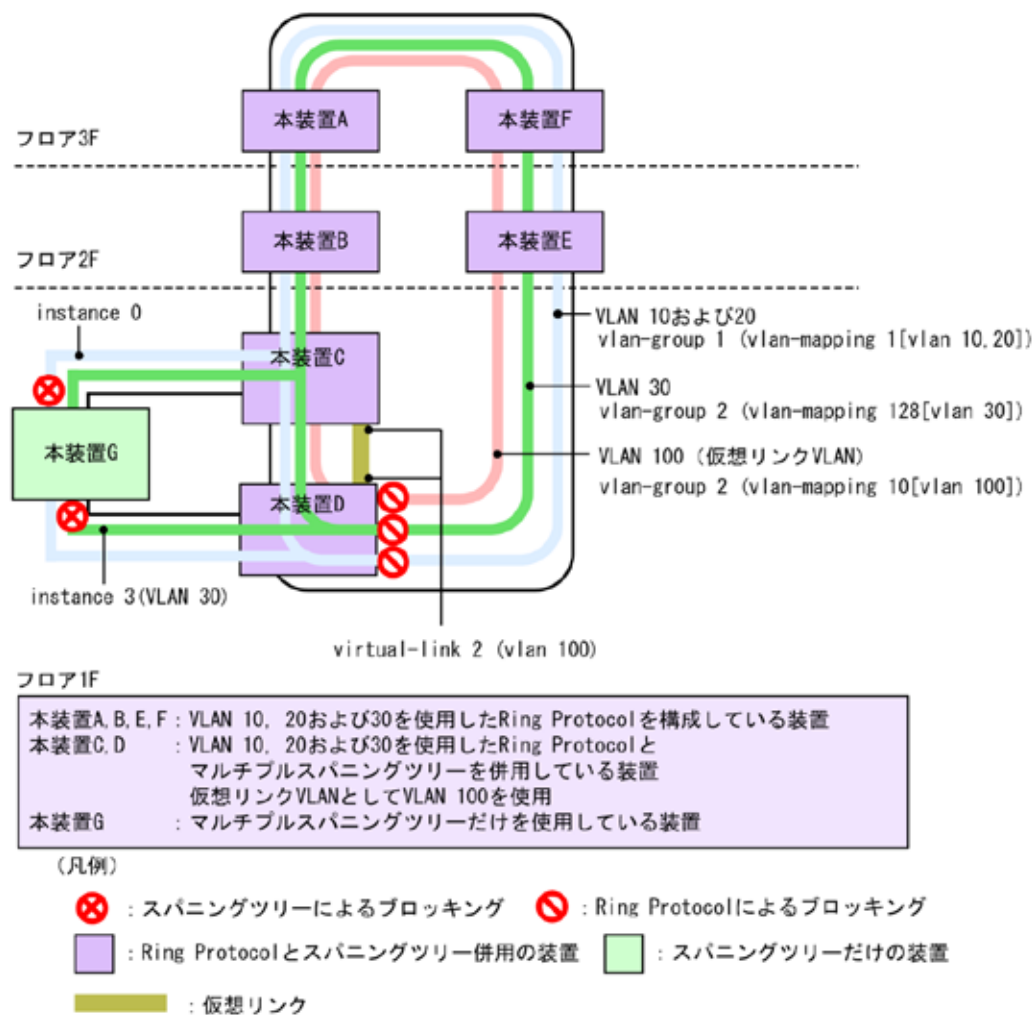 本装置A
本装置F
フロア3F
本装置B
本装置E
フロア2F
instance 0
VLAN 10および20
vlan-group 1 (vlan-mapping 1[vlan 10,20])
本装置C
VLAN 30
vlan-group 2 (vlan-mapping 128[vlan 30])
本装置G
VLAN 100 (仮想リンクVLAN)
vlan-group 2 (vlan-mapping 10[vlan 100])
本装置D
instance 3(VLAN 30)
virtual-link 2 (vlan 100)
フロア1F
本装置A,B,E,F : VLAN 10, 20および30を使用したRing Protocolを構成している装置
本装置C,D : VLAN 10, 20および30を使用したRing Protocolと
マルチプルスパニングツリーを併用している装置
仮想リンクVLANとしてVLAN 100を使用
本装置G : マルチプルスパニングツリーだけを使用している装置
(凡例)
: スパニングツリーによるブロッキング : Ring Protocolによるブロッキング
: Ring Protocolとスパニングツリー併用の装置 : スパニングツリーだけの装置
: 仮想リンク